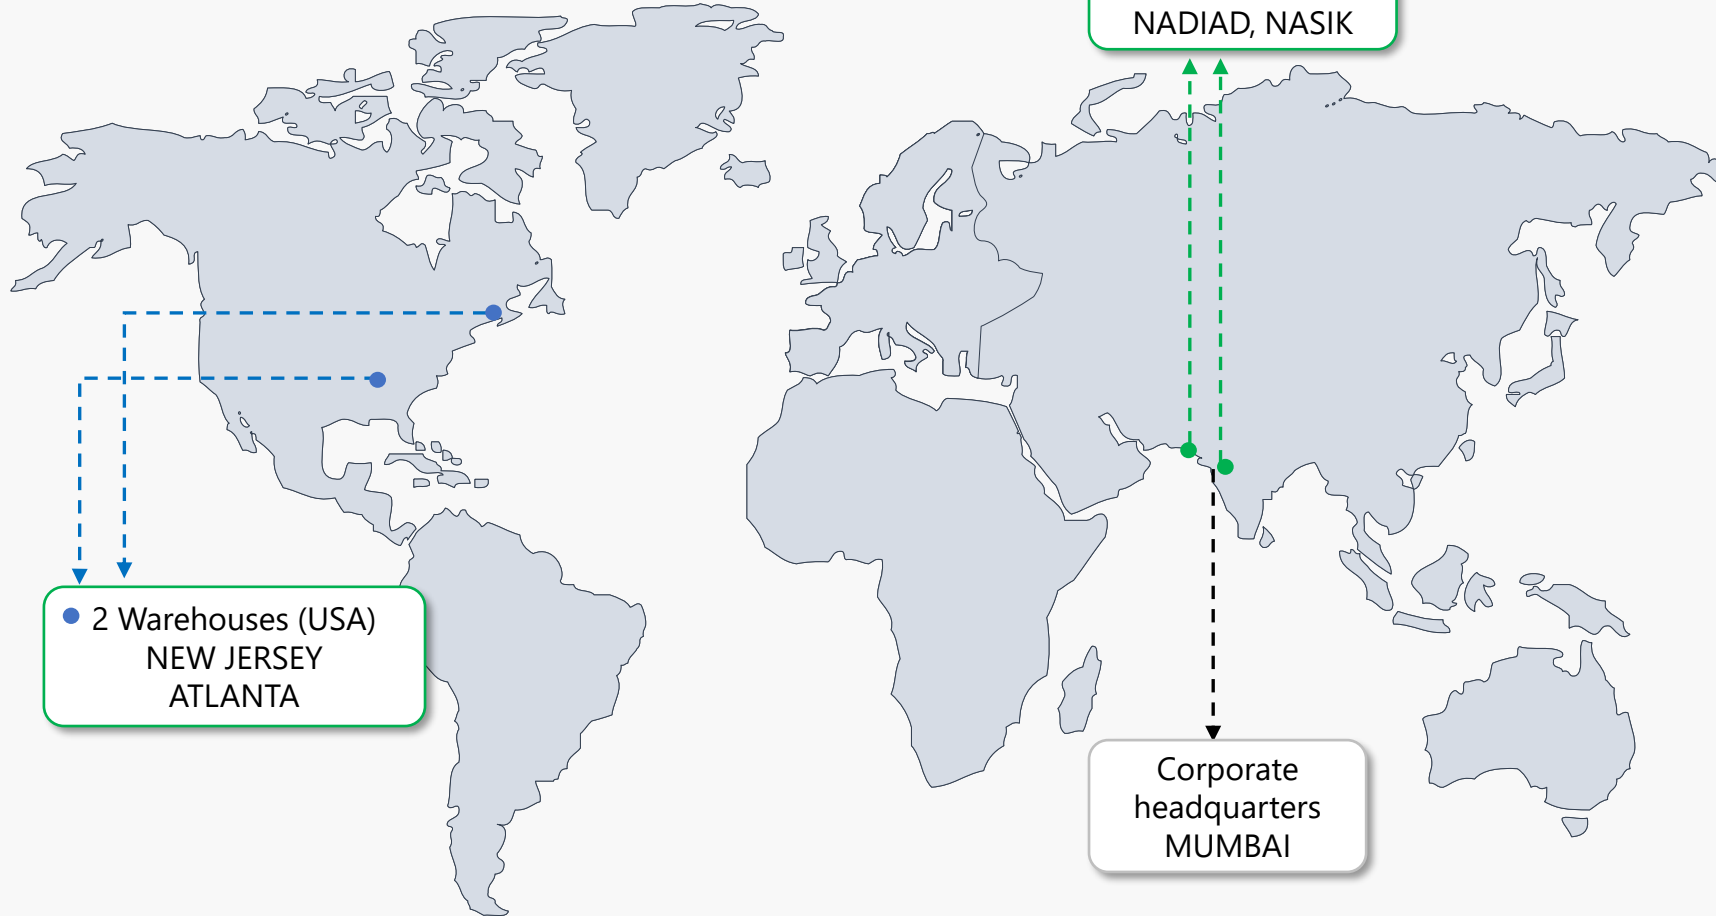 NADIAD, NASIK
2 Warehouses (USA)
NEW JERSEY
ATLANTA
Corporate
headquarters
MUMBAI